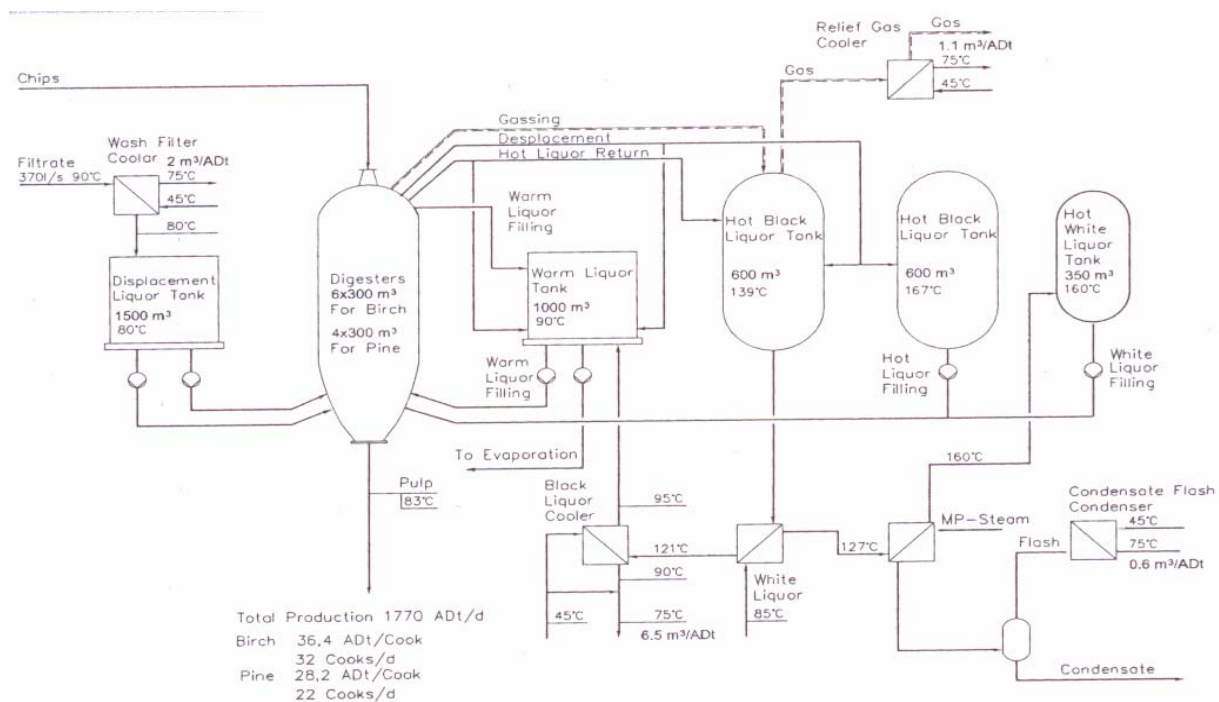 Chips
Wash Filter
Coolar
2 m³/ADt
Filtrate
370l/s 90℃
75℃
45℃
80℃
Displacement
Liquor Tank
1500 m³
80℃
Digesters
6x300 m³
For Birch
4x300 m³
For Pine
Gassing
Desplacement
Hot Liquor Return
Warm
Liquor
Filling
Warm Liquor
Tank
1000 m³
90℃
Warm
Liquor
Filling
To Evaporation
Relief Gas
Cooler
Gas
Gas
1.1 m³/ADt
75℃
45℃
Hot Black
Liquor Tank
600 m³
139℃
Hot Black
Liquor Tank
600 m³
167℃
Hot
White
Liquor
Tank
350 m³
160℃
Hot
Liquor
Filling
White
Liquor
Filling
Pulp
83℃
Black
Liquor
Cooler
95℃
121℃
90℃
45℃
75℃
6.5 m³/ADt
White
Liquor
85℃
127℃
160℃
MP-Steam
Condensate Flash
Condenser
45℃
75℃
0.6 m³/ADt
Flash
Condensate
Total Production 1770 ADt/d
Birch 36,4 ADt/Cook
32 Cooks/d
Pine 28,2 ADt/Cook
22 Cooks/d